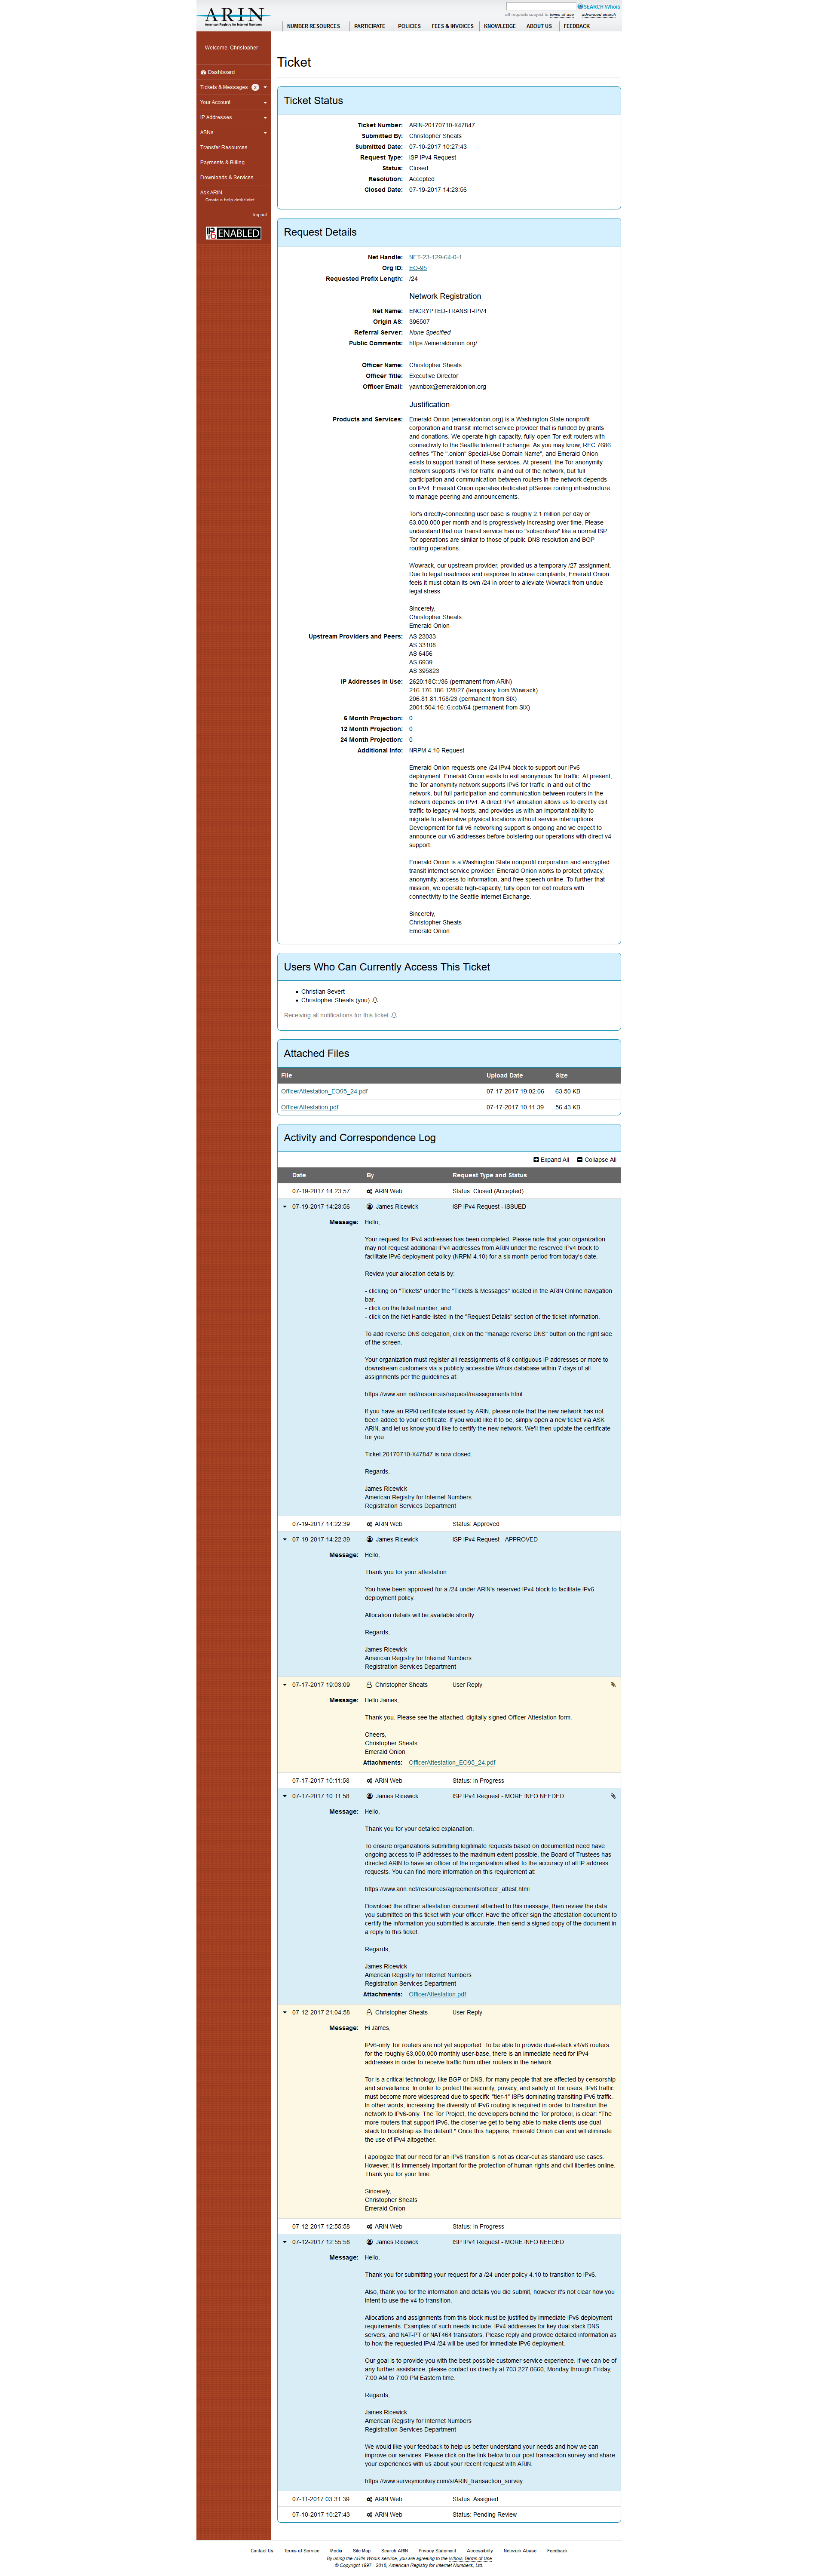 ARIN
American Registry for Internet Numbers
SEARCH Whois
all requests subject to terms of use advanced search
NUMBER RESOURCES PARTICIPATE POLICIES FEES & INVOICES KNOWLEDGE ABOUT US FEEDBACK
Welcome, Christopher
Dashboard
Tickets & Messages 2
Your Account
IP Addresses
ASNs
Transfer Resources
Payments & Billing
Downloads & Services
Ask ARIN
Create a help desk ticket
log out
ENABLED
Ticket
Ticket Status
Ticket Number: ARIN-20170710-X47847
Submitted By: Christopher Sheats
Submitted Date: 07-10-2017 10:27:43
Request Type: ISP IPv4 Request
Status: Closed
Resolution: Accepted
Closed Date: 07-19-2017 14:23:56
Request Details
Net Handle: NET-23-129-64-0-1
Org ID: EO-95
Requested Prefix Length: /24
Network Registration
Net Name: ENCRYPTED-TRANSIT-IPV4
Origin AS: 396507
Referral Server: None Specified
Public Comments: https://emeraldonion.org/
Officer Name: Christopher Sheats
Officer Title: Executive Director
Officer Email: yawnbox@emeraldonion.org
Justification
Products and Services: Emerald Onion (emeraldonion.org) is a Washington State nonprofit
corporation and transit internet service provider that is funded by grants
and donations. We operate high-capacity, fully-open Tor exit routers with
connectivity to the Seattle Internet Exchange. As you may know, RFC 7686
defines "The ".onion" Special-Use Domain Name", and Emerald Onion
exists to support transit of these services. At present, the Tor anonymity
network supports IPv6 for traffic in and out of the network, but full
participation and communication between routers in the network depends
on IPv4. Emerald Onion operates dedicated pfSense routing infrastructure
to manage peering and announcements.
Tor's directly-connecting user base is roughly 2.1 million per day or
63,000,000 per month and is progressively increasing over time. Please
understand that our transit service has no "subscribers" like a normal ISP.
Tor operations are similar to those of public DNS resolution and BGP
routing operations.
Wowrack, our upstream provider, provided us a temporary /27 assignment.
Due to legal readiness and response to abuse complaints, Emerald Onion
feels it must obtain its own /24 in order to alleviate Wowrack from undue
legal stress.
Sincerely,
Christopher Sheats
Emerald Onion
Upstream Providers and Peers: AS 23033
AS 33108
AS 6456
AS 6939
AS 395823
IP Addresses in Use: 2620:18C::/36 (permanent from ARIN)
216.176.186.128/27 (temporary from Wowrack)
206.81.81.158/23 (permanent from SIX)
2001:504:16::6:cdb/64 (permanent from SIX)
6 Month Projection: 0
12 Month Projection: 0
24 Month Projection: 0
Additional Info: NRPM 4.10 Request
Emerald Onion requests one /24 IPv4 block to support our IPv6
deployment. Emerald Onion exists to exit anonymous Tor traffic. At present,
the Tor anonymity network supports IPv6 for traffic in and out of the
network, but full participation and communication between routers in the
network depends on IPv4. A direct IPv4 allocation allows us to directly exit
traffic to legacy v4 hosts, and provides us with an important ability to
migrate to alternative physical locations without service interruptions.
Development for full v6 networking support is ongoing and we expect to
announce our v6 addresses before bolstering our operations with direct v4
support.
Emerald Onion is a Washington State nonprofit corporation and encrypted
transit internet service provider. Emerald Onion works to protect privacy,
anonymity, access to information, and free speech online. To further that
mission, we operate high-capacity, fully open Tor exit routers with
connectivity to the Seattle Internet Exchange.
Sincerely,
Christopher Sheats
Emerald Onion
Users Who Can Currently Access This Ticket
• Christian Severt
• Christopher Sheats (you)
Receiving all notifications for this ticket
Attached Files
File Upload Date Size
OfficerAttestation_EO95_24.pdf 07-17-2017 19:02:06 63.50 KB
OfficerAttestation.pdf 07-17-2017 10:11:39 56.43 KB
Activity and Correspondence Log
Expand All Collapse All
Date By Request Type and Status
07-19-2017 14:23:57 ARIN Web Status: Closed (Accepted)
07-19-2017 14:23:56 James Ricewick ISP IPv4 Request - ISSUED
Message: Hello,
Your request for IPv4 addresses has been completed. Please note that your organization
may not request additional IPv4 addresses from ARIN under the reserved IPv4 block to
facilitate IPv6 deployment policy (NRPM 4.10) for a six month period from today's date.
Review your allocation details by:
- clicking on "Tickets" under the "Tickets & Messages" located in the ARIN Online navigation
bar,
- click on the ticket number, and
- click on the Net Handle listed in the "Request Details" section of the ticket information.
To add reverse DNS delegation, click on the "manage reverse DNS" button on the right side
of the screen.
Your organization must register all reassignments of 8 contiguous IP addresses or more to
downstream customers via a publicly accessible Whois database within 7 days of all
assignments per the guidelines at:
https://www.arin.net/resources/request/reassignments.html
If you have an RPKI certificate issued by ARIN, please note that the new network has not
been added to your certificate. If you would like it to be, simply open a new ticket via ASK
ARIN, and let us know you'd like to certify the new network. We'll then update the certificate
for you.
Ticket 20170710-X47847 is now closed.
Regards,
James Ricewick
American Registry for Internet Numbers
Registration Services Department
07-19-2017 14:22:39 ARIN Web Status: Approved
07-19-2017 14:22:39 James Ricewick ISP IPv4 Request - APPROVED
Message: Hello,
Thank you for your attestation.
You have been approved for a /24 under ARIN's reserved IPv4 block to facilitate IPv6
deployment policy.
Allocation details will be available shortly.
Regards,
James Ricewick
American Registry for Internet Numbers
Registration Services Department
07-17-2017 19:03:09 Christopher Sheats User Reply
Message: Hello James,
Thank you. Please see the attached, digitally signed Officer Attestation form.
Cheers,
Christopher Sheats
Emerald Onion
Attachments: OfficerAttestation_EO95_24.pdf
07-17-2017 10:11:58 ARIN Web Status: In Progress
07-17-2017 10:11:58 James Ricewick ISP IPv4 Request - MORE INFO NEEDED
Message: Hello,
Thank you for your detailed explanation.
To ensure organizations submitting legitimate requests based on documented need have
ongoing access to IP addresses to the maximum extent possible, the Board of Trustees has
directed ARIN to have an officer of the organization attest to the accuracy of all IP address
requests. You can find more information on this requirement at:
https://www.arin.net/resources/agreements/officer_attest.html
Download the officer attestation document attached to this message, then review the data
you submitted on this ticket with your officer. Have the officer sign the attestation document to
certify the information you submitted is accurate, then send a signed copy of the document in
a reply to this ticket.
Regards,
James Ricewick
American Registry for Internet Numbers
Registration Services Department
Attachments: OfficerAttestation.pdf
07-12-2017 21:04:58 Christopher Sheats User Reply
Message: Hi James,
IPv6-only Tor routers are not yet supported. To be able to provide dual-stack v4/v6 routers
for the roughly 63,000,000 monthly user-base, there is an immediate need for IPv4
addresses in order to receive traffic from other routers in the network.
Tor is a critical technology, like BGP or DNS, for many people that are affected by censorship
and surveillance. In order to protect the security, privacy, and safety of Tor users, IPv6 traffic
must become more widespread due to specific "tier-1" ISPs dominating transiting IPv6 traffic.
In other words, increasing the diversity of IPv6 routing is required in order to transition the
network to IPv6-only. The Tor Project, the developers behind the Tor protocol, is clear: "The
more routers that support IPv6, the closer we get to being able to make clients use dual-
stack to bootstrap as the default." Once this happens, Emerald Onion can and will eliminate
the use of IPv4 altogether.
I apologize that our need for an IPv6 transition is not as clear-cut as standard use cases.
However, it is immensely important for the protection of human rights and civil liberties online.
Thank you for your time.
Sincerely,
Christopher Sheats
Emerald Onion
07-12-2017 12:55:58 ARIN Web Status: In Progress
07-12-2017 12:55:58 James Ricewick ISP IPv4 Request - MORE INFO NEEDED
Message: Hello,
Thank you for submitting your request for a /24 under policy 4.10 to transition to IPv6.
Also, thank you for the information and details you did submit, however it's not clear how you
intent to use the v4 to transition.
Allocations and assignments from this block must be justified by immediate IPv6 deployment
requirements. Examples of such needs include: IPv4 addresses for key dual stack DNS
servers, and NAT-PT or NAT464 translators. Please reply and provide detailed information as
to how the requested IPv4 /24 will be used for immediate IPv6 deployment.
Our goal is to provide you with the best possible customer service experience. If we can be of
any further assistance, please contact us directly at 703.227.0660, Monday through Friday,
7:00 AM to 7:00 PM Eastern time.
Regards,
James Ricewick
American Registry for Internet Numbers
Registration Services Department
We would like your feedback to help us better understand your needs and how we can
improve our services. Please click on the link below to our post transaction survey and share
your experiences with us about your recent request with ARIN.
https://www.surveymonkey.com/s/ARIN_transaction_survey
07-11-2017 03:31:39 ARIN Web Status: Assigned
07-10-2017 10:27:43 ARIN Web Status: Pending Review
Contact Us Terms of Service Media Site Map Search ARIN Privacy Statement Accessibility Network Abuse Feedback
By using the ARIN Whois service, you are agreeing to the Whois Terms of Use
© Copyright 1997 - 2018, American Registry for Internet Numbers, Ltd.